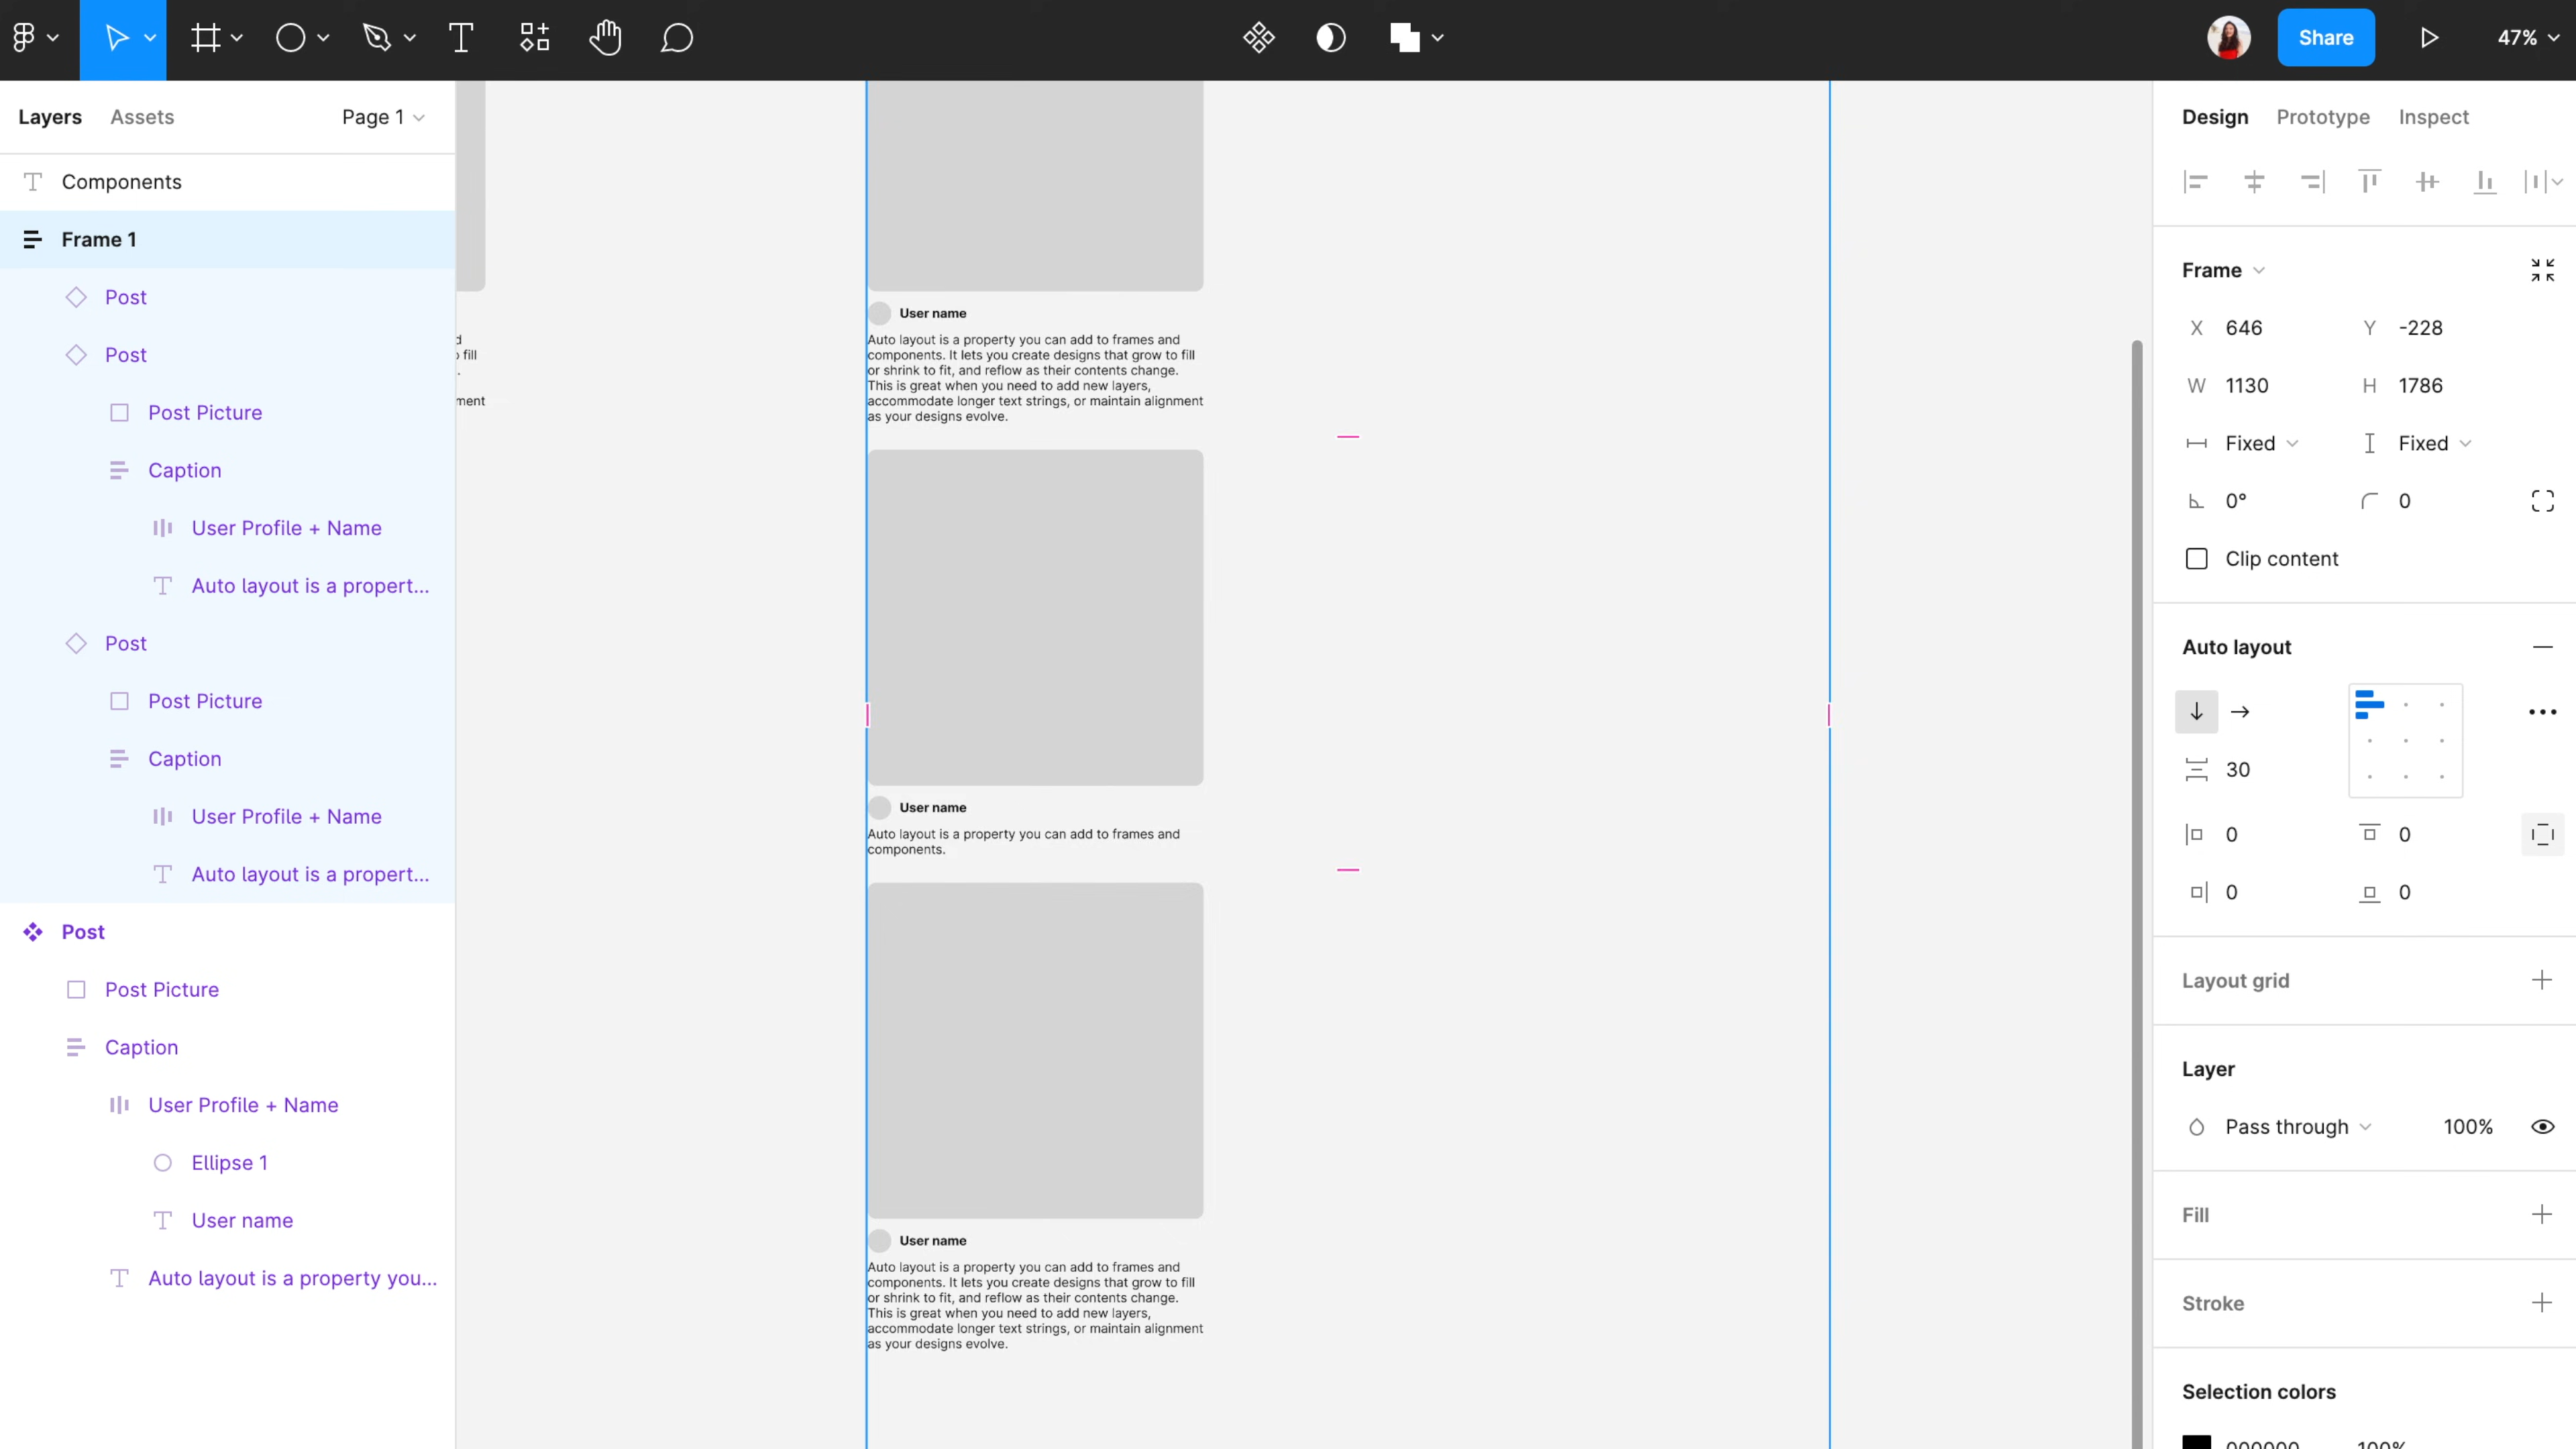 Share
47%
Layers
Assets
Page 1
Components
Frame 1
Post
Post
Post Picture
Caption
User Profile + Name
Auto layout is a propert...
Post
Post Picture
Caption
User Profile + Name
Auto layout is a propert...
Post
Post Picture
Caption
User Profile + Name
Ellipse 1
User name
Auto layout is a property you...
fill
.
ment
User name
Auto layout is a property you can add to frames and
components. It lets you create designs that grow to fill
or shrink to fit, and reflow as their contents change.
This is great when you need to add new layers,
accommodate longer text strings, or maintain alignment
as your designs evolve.
User name
Auto layout is a property you can add to frames and
components.
User name
Auto layout is a property you can add to frames and
components. It lets you create designs that grow to fill
or shrink to fit, and reflow as their contents change.
This is great when you need to add new layers,
accommodate longer text strings, or maintain alignment
as your designs evolve.
Design
Prototype
Inspect
Frame
X 646
Y -228
W 1130
H 1786
Fixed
Fixed
0°
0
Clip content
Auto layout
30
0
0
0
0
Layout grid
Layer
Pass through
100%
Fill
Stroke
Selection colors
000000
100%